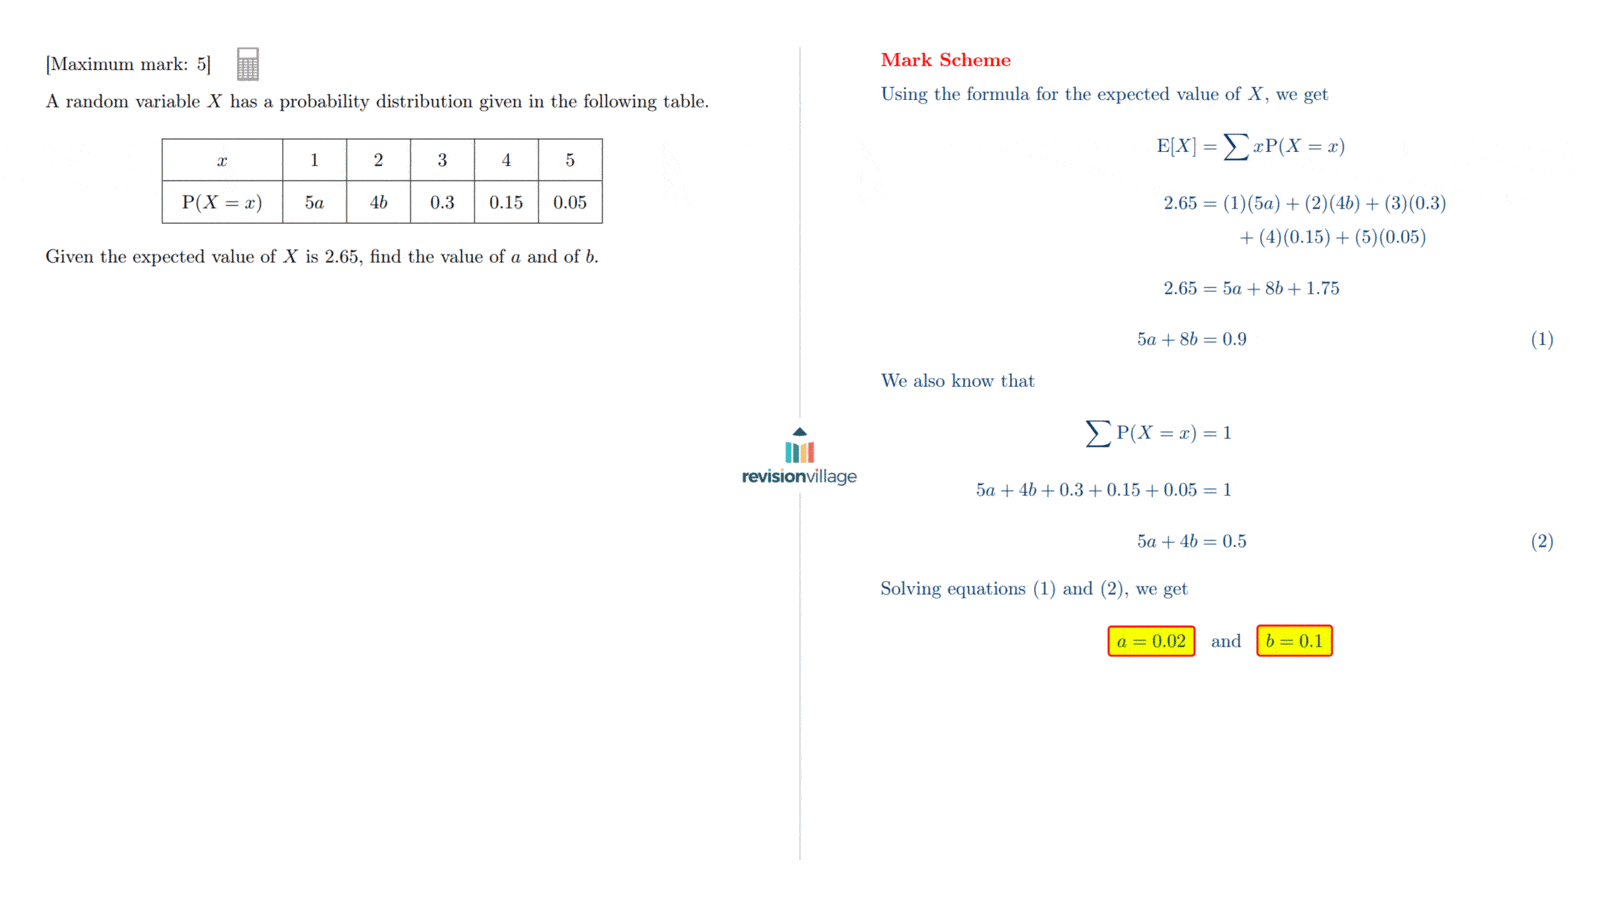 [Maximum mark: 5]
A random variable X has a probability distribution given in the following table.
x 1 2 3 4 5
P(X = x) 5a 4b 0.3 0.15 0.05
Given the expected value of X is 2.65, find the value of a and of b.
revisionvillage
Mark Scheme
Using the formula for the expected value of X, we get
E[X] = ∑ xP(X = x)
2.65 = (1)(5a) + (2)(4b) + (3)(0.3)
+ (4)(0.15) + (5)(0.05)
2.65 = 5a + 8b + 1.75
5a + 8b = 0.9 (1)
We also know that
∑ P(X = x) = 1
5a + 4b + 0.3 + 0.15 + 0.05 = 1
5a + 4b = 0.5 (2)
Solving equations (1) and (2), we get
a = 0.02 and b = 0.1